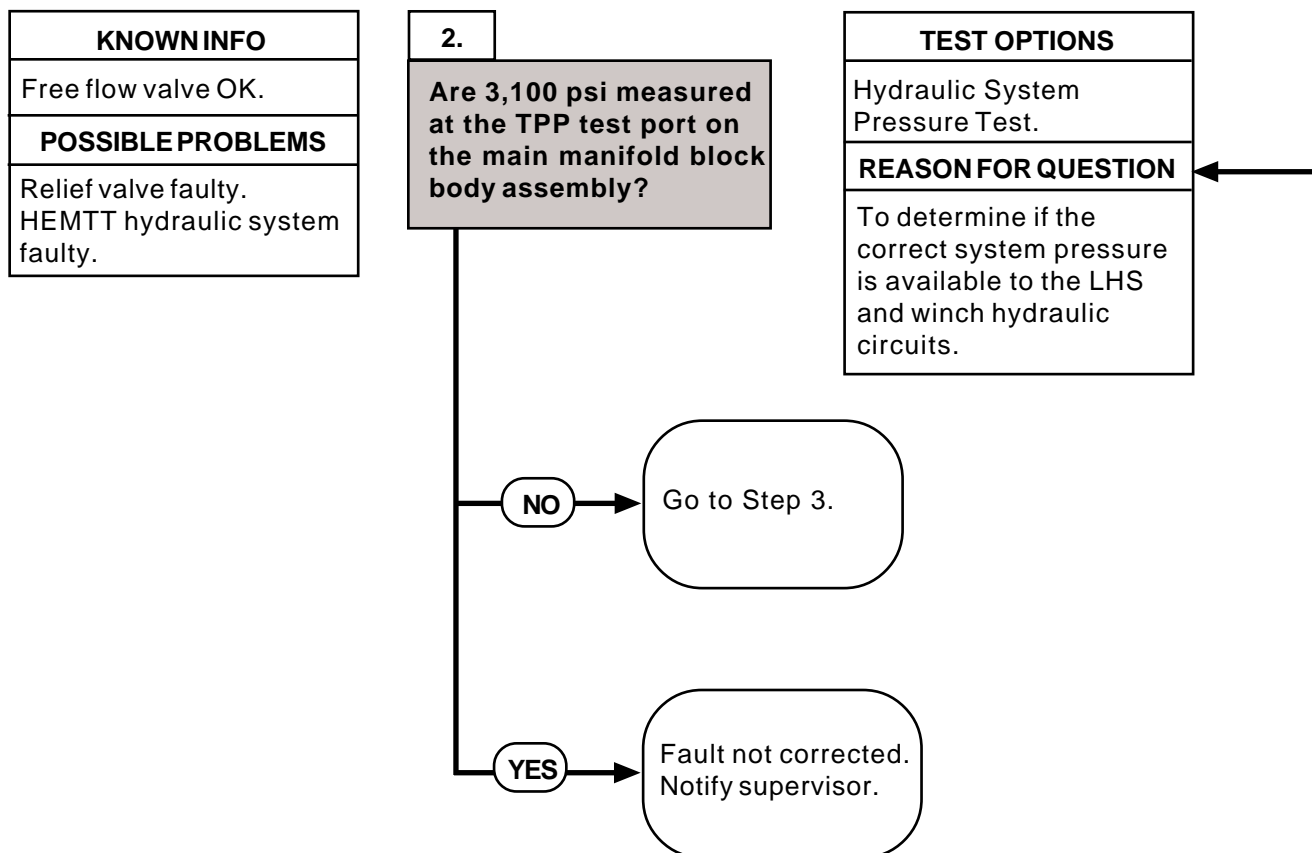 KNOWN INFO
Free flow valve OK.
POSSIBLE PROBLEMS
Relief valve faulty.
HEMTT hydraulic system
faulty.
2.
Are 3,100 psi measured
at the TPP test port on
the main manifold block
body assembly?
TEST OPTIONS
Hydraulic System
Pressure Test.
REASON FOR QUESTION
To determine if the
correct system pressure
is available to the LHS
and winch hydraulic
circuits.
NO
Go to Step 3.
YES
Fault not corrected.
Notify supervisor.